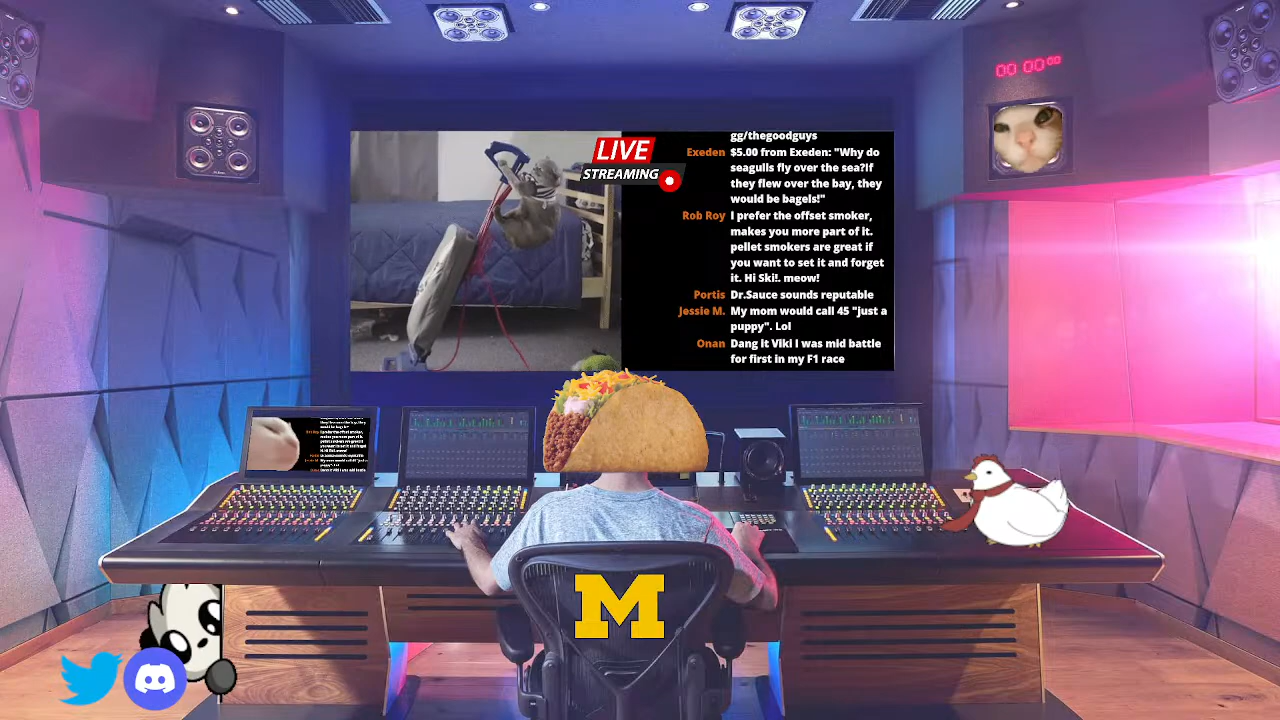 00 00 00
LIVE
STREAMING
gg/thegoodguys
Exeden $5.00 from Exeden: "Why do
seagulls fly over the sea?If
they flew over the bay, they
would be bagels!"
Rob Roy I prefer the offset smoker,
makes you more part of it.
pellet smokers are great if
you want to set it and forget
it. Hi Ski!. meow!
Portis Dr.Sauce sounds reputable
Jessie M. My mom would call 45 "just a
puppy". Lol
Onan Dang it Viki I was mid battle
for first in my F1 race
M